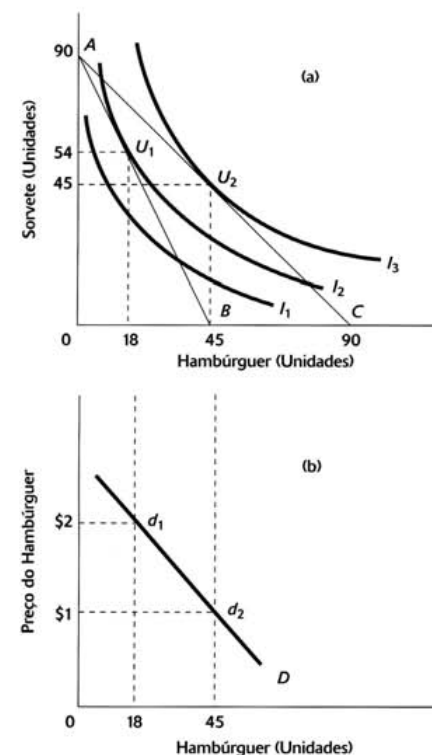 90
A
(a)
Sorvete (Unidades)
54
U1
45
U2
I3
I2
B
I1
C
0
18
45
90
Hambúrguer (Unidades)
(b)
Preço do Hambúrguer
$2
d1
$1
d2
D
0
18
45
Hambúrguer (Unidades)